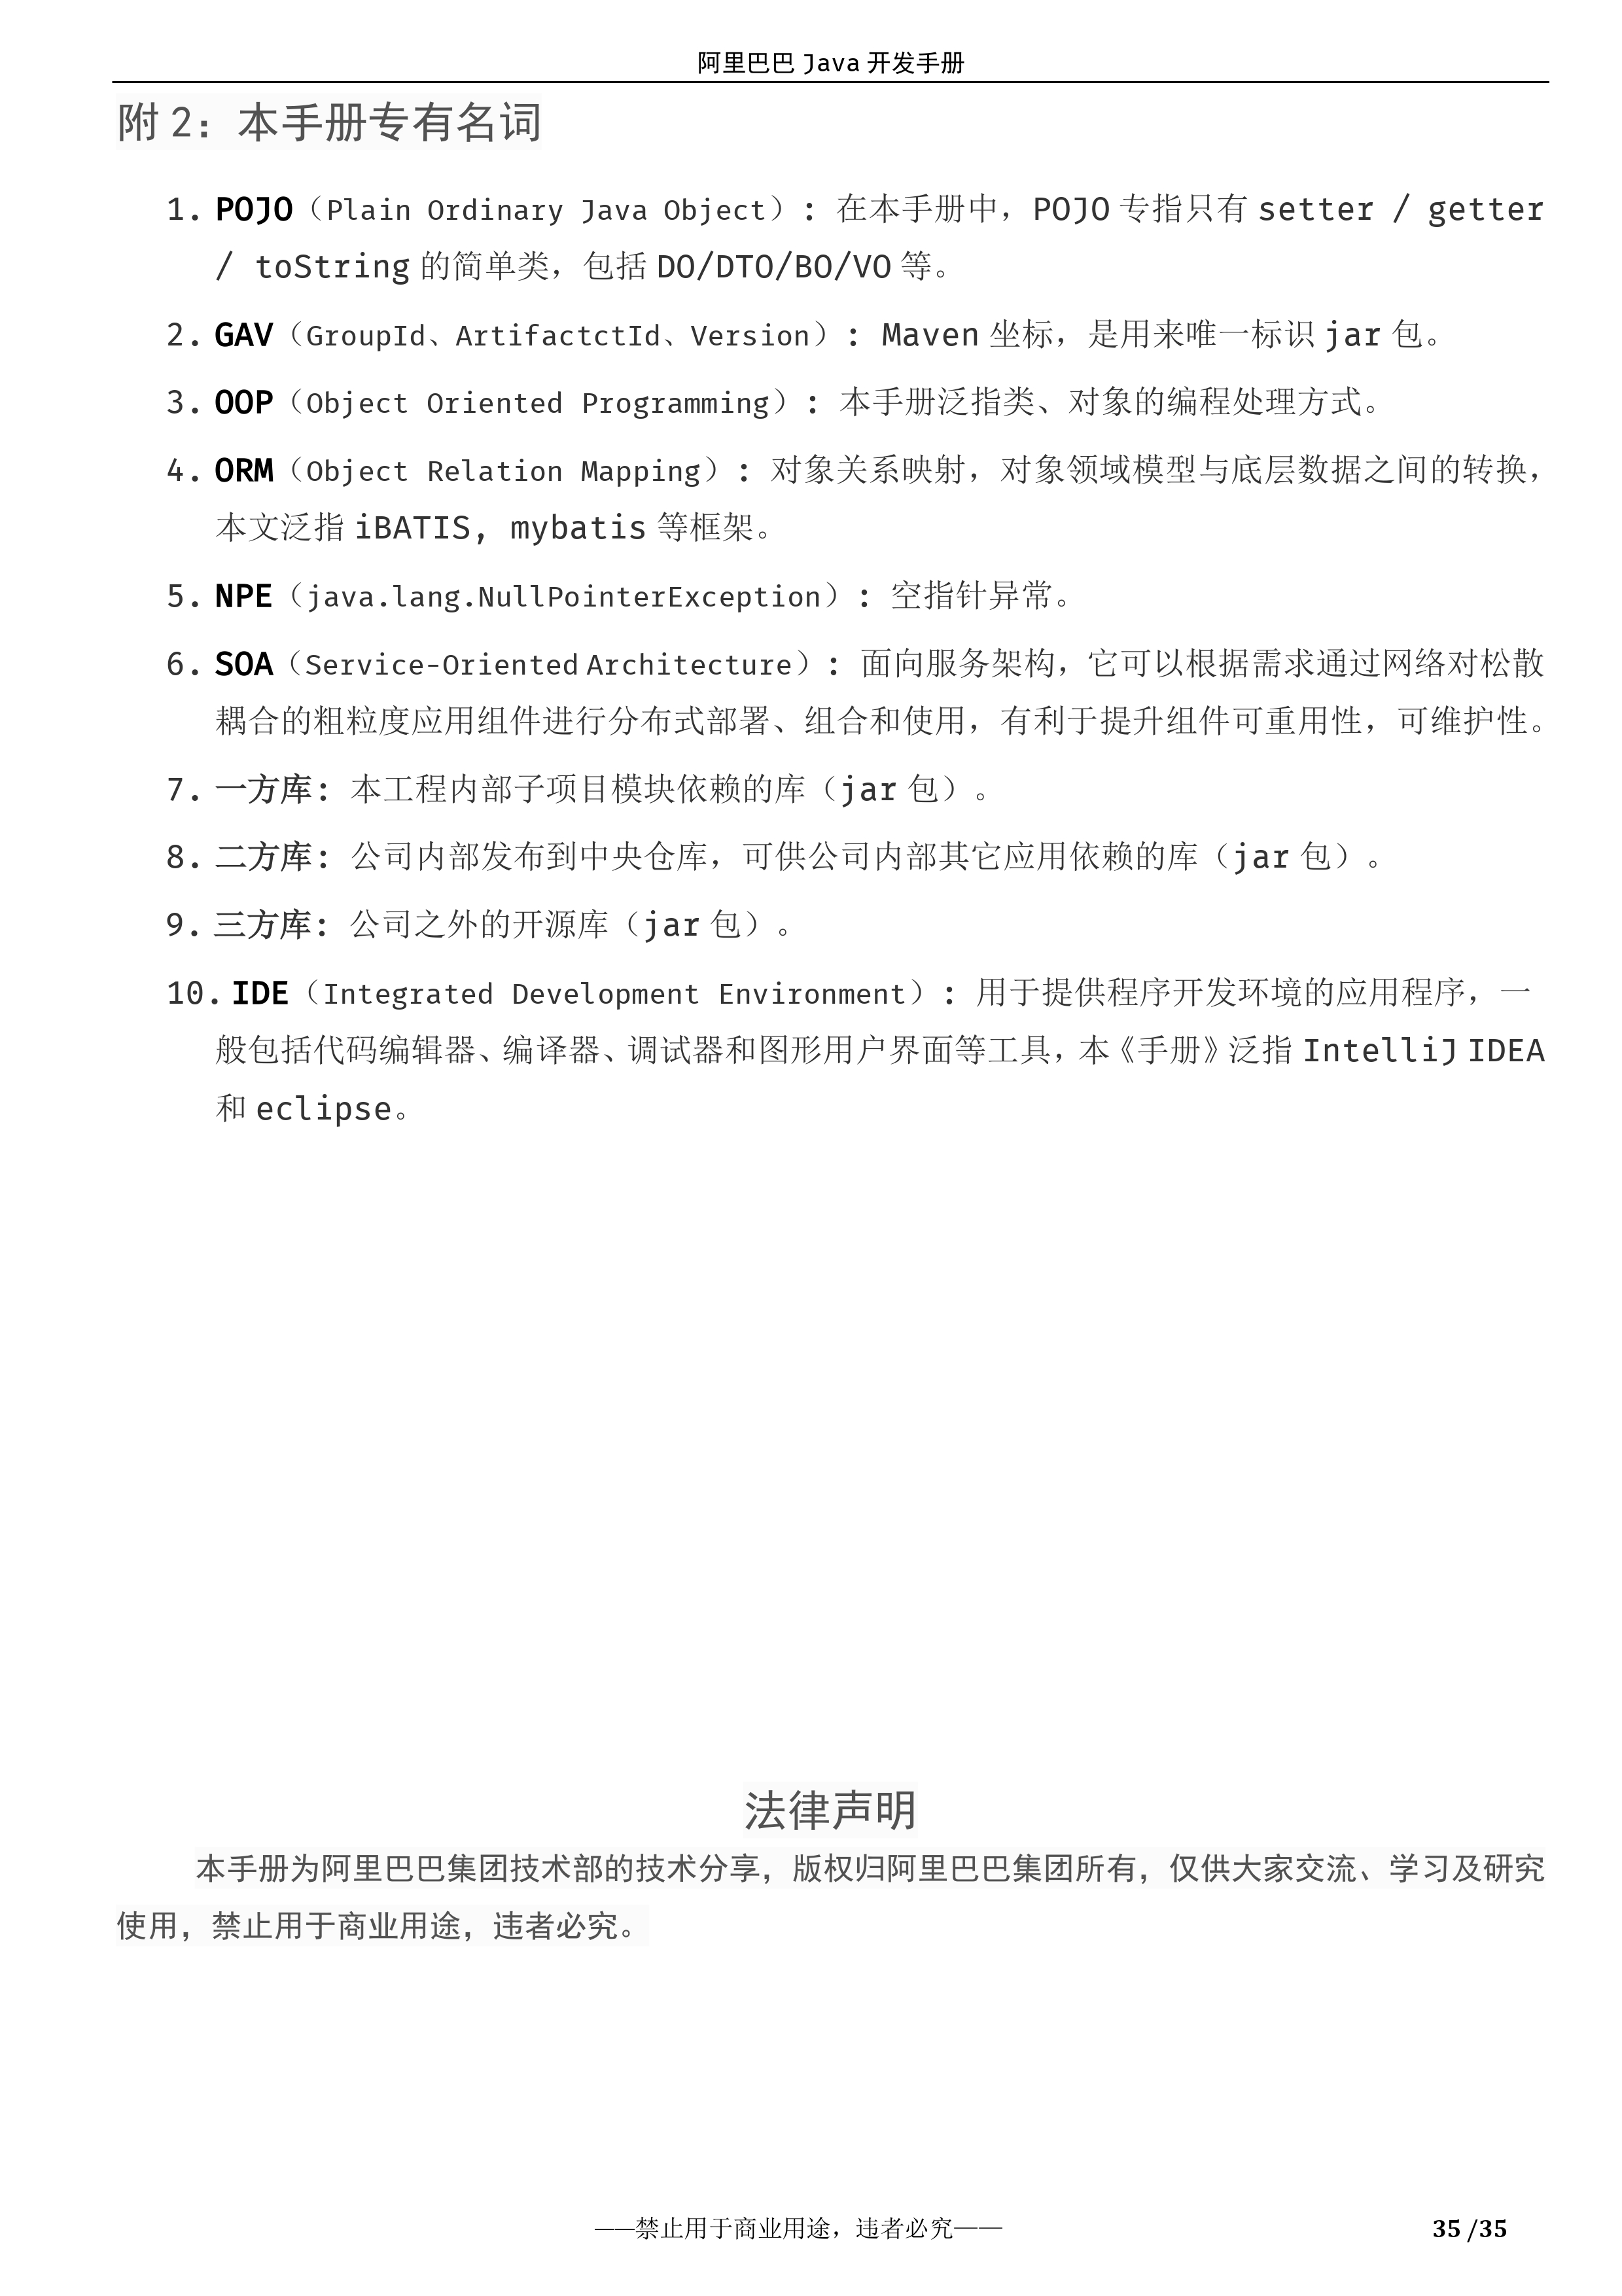 阿里巴巴 Java 开发手册
附 2：本手册专有名词
1. POJO（Plain Ordinary Java Object）: 在本手册中，POJO 专指只有 setter / getter
/ toString 的简单类，包括 DO/DTO/BO/VO 等。
2. GAV（GroupId、ArtifactctId、Version）: Maven 坐标，是用来唯一标识 jar 包。
3. OOP（Object Oriented Programming）: 本手册泛指类、对象的编程处理方式。
4. ORM（Object Relation Mapping）: 对象关系映射，对象领域模型与底层数据之间的转换，
本文泛指 iBATIS, mybatis 等框架。
5. NPE（java.lang.NullPointerException）: 空指针异常。
6. SOA（Service-Oriented Architecture）: 面向服务架构，它可以根据需求通过网络对松散
耦合的粗粒度应用组件进行分布式部署、组合和使用，有利于提升组件可重用性，可维护性。
7. 一方库: 本工程内部子项目模块依赖的库（jar 包）。
8. 二方库: 公司内部发布到中央仓库，可供公司内部其它应用依赖的库（jar 包）。
9. 三方库: 公司之外的开源库（jar 包）。
10. IDE（Integrated Development Environment）: 用于提供程序开发环境的应用程序，一
般包括代码编辑器、编译器、调试器和图形用户界面等工具，本《手册》泛指 IntelliJ IDEA
和 eclipse。
法律声明
本手册为阿里巴巴集团技术部的技术分享，版权归阿里巴巴集团所有，仅供大家交流、学习及研究
使用，禁止用于商业用途，违者必究。
——禁止用于商业用途，违者必究——
35 /35